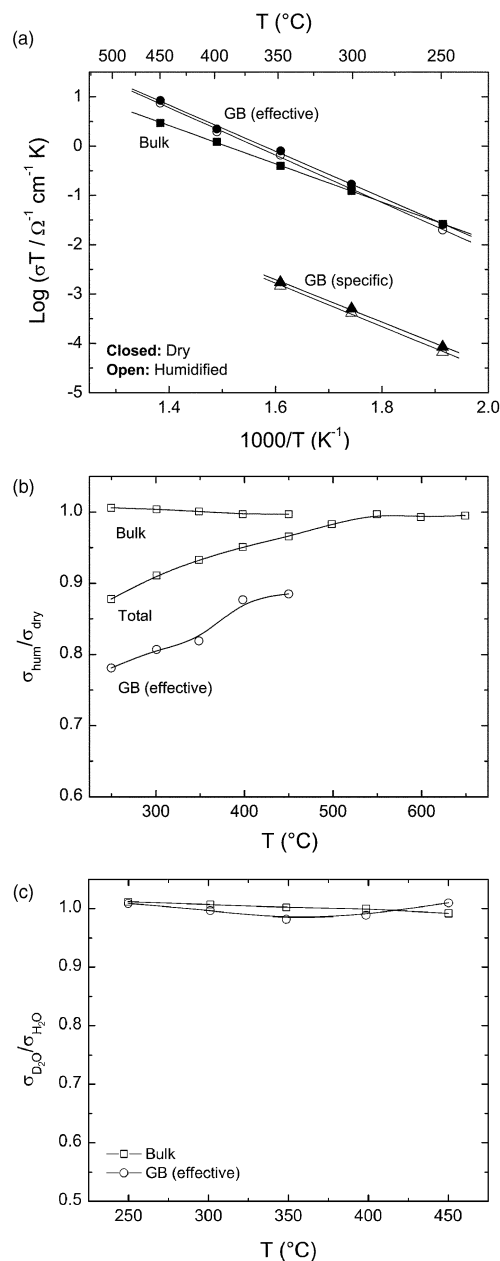 (a)
T (°C)
500 450 400 350 300 250
1
0
-1
-2
-3
-4
-5
Log (σT / Ω⁻¹ cm⁻¹ K)
GB (effective)
Bulk
GB (specific)
Closed: Dry
Open: Humidified
1.4 1.6 1.8 2.0
1000/T (K⁻¹)
(b)
1.0
0.9
0.8
0.7
0.6
σhum/σdry
Bulk
Total
GB (effective)
300 400 500 600
T (°C)
(c)
1.0
0.9
0.8
0.7
0.6
0.5
σD₂O/σH₂O
Bulk
GB (effective)
250 300 350 400 450
T (°C)